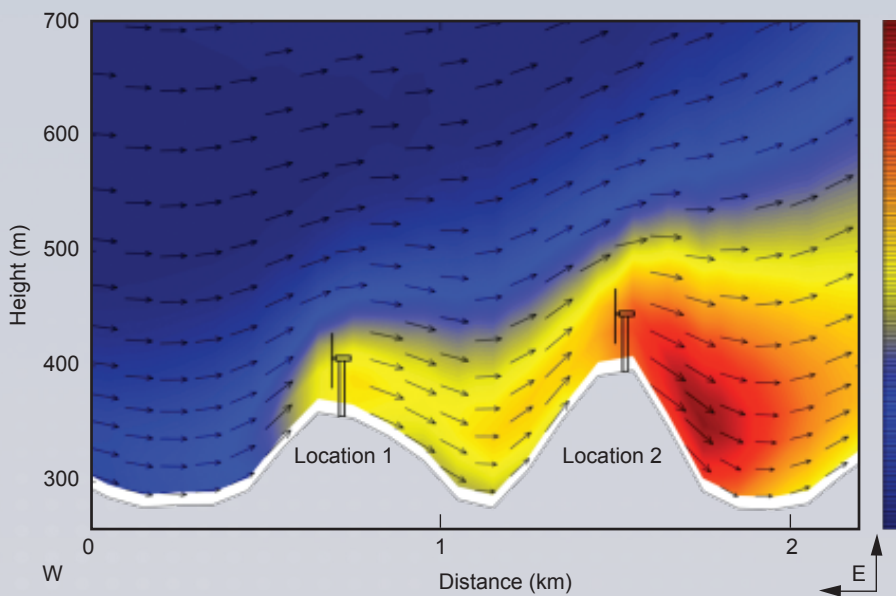 700
600
500
400
300
Height (m)
Location 1
Location 2
0
1
2
W
Distance (km)
E